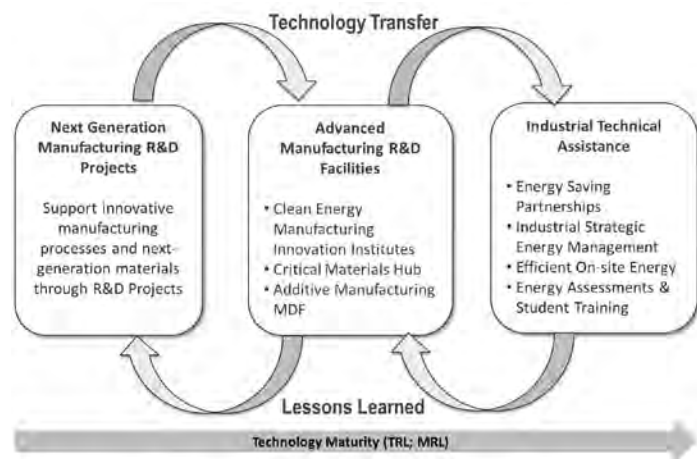 Technology Transfer
Next Generation
Manufacturing R&D
Projects
Support innovative
manufacturing
processes and next-
generation materials
through R&D Projects
Advanced
Manufacturing R&D
Facilities
• Clean Energy
Manufacturing
Innovation Institutes
• Critical Materials Hub
• Additive Manufacturing
MDF
Industrial Technical
Assistance
• Energy Saving
Partnerships
• Industrial Strategic
Energy Management
• Efficient On-site Energy
• Energy Assessments &
Student Training
Lessons Learned
Technology Maturity (TRL; MRL)